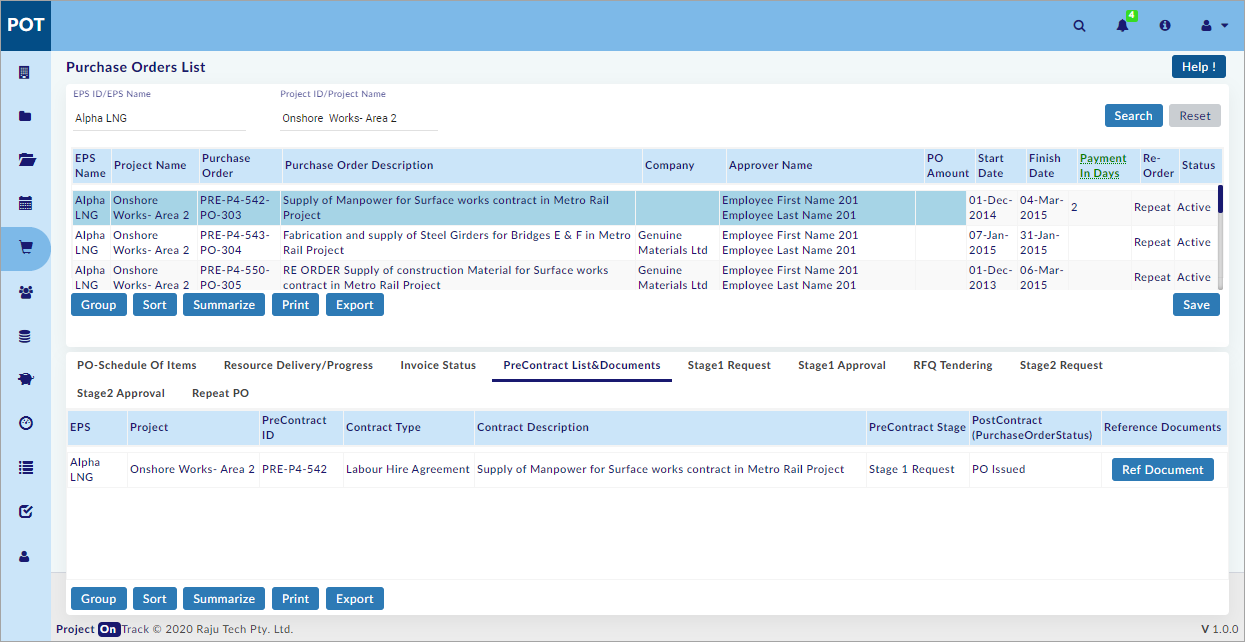 POT
4
Purchase Orders List
Help !
EPS ID/EPS Name Project ID/Project Name
Alpha LNG Onshore Works- Area 2
Search Reset
EPS Name Project Name Purchase Order Purchase Order Description Company Approver Name PO Amount Start Date Finish Date Payment In Days Re-Order Status
Alpha LNG Onshore Works- Area 2 PRE-P4-542-PO-303 Supply of Manpower for Surface works contract in Metro Rail Project Employee First Name 201 Employee Last Name 201 01-Dec-2014 04-Mar-2015 2 Repeat Active
Alpha LNG Onshore Works- Area 2 PRE-P4-543-PO-304 Fabrication and supply of Steel Girders for Bridges E & F in Metro Rail Project Genuine Materials Ltd Employee First Name 201 Employee Last Name 201 07-Jan-2015 31-Jan-2015 Repeat Active
Alpha LNG Onshore Works- Area 2 PRE-P4-550-PO-305 RE ORDER Supply of construction Material for Surface works contract in Metro Rail Project Genuine Materials Ltd Employee First Name 201 Employee Last Name 201 01-Dec-2013 06-Mar-2015 Repeat Active
Group Sort Summarize Print Export Save
PO-Schedule Of Items Resource Delivery/Progress Invoice Status PreContract List&Documents Stage1 Request Stage1 Approval RFQ Tendering Stage2 Request
Stage2 Approval Repeat PO
EPS Project PreContract ID Contract Type Contract Description PreContract Stage PostContract (PurchaseOrderStatus) Reference Documents
Alpha LNG Onshore Works- Area 2 PRE-P4-542 Labour Hire Agreement Supply of Manpower for Surface works contract in Metro Rail Project Stage 1 Request PO Issued Ref Document
Group Sort Summarize Print Export
Project On Track © 2020 Raju Tech Pty. Ltd. V 1.0.0